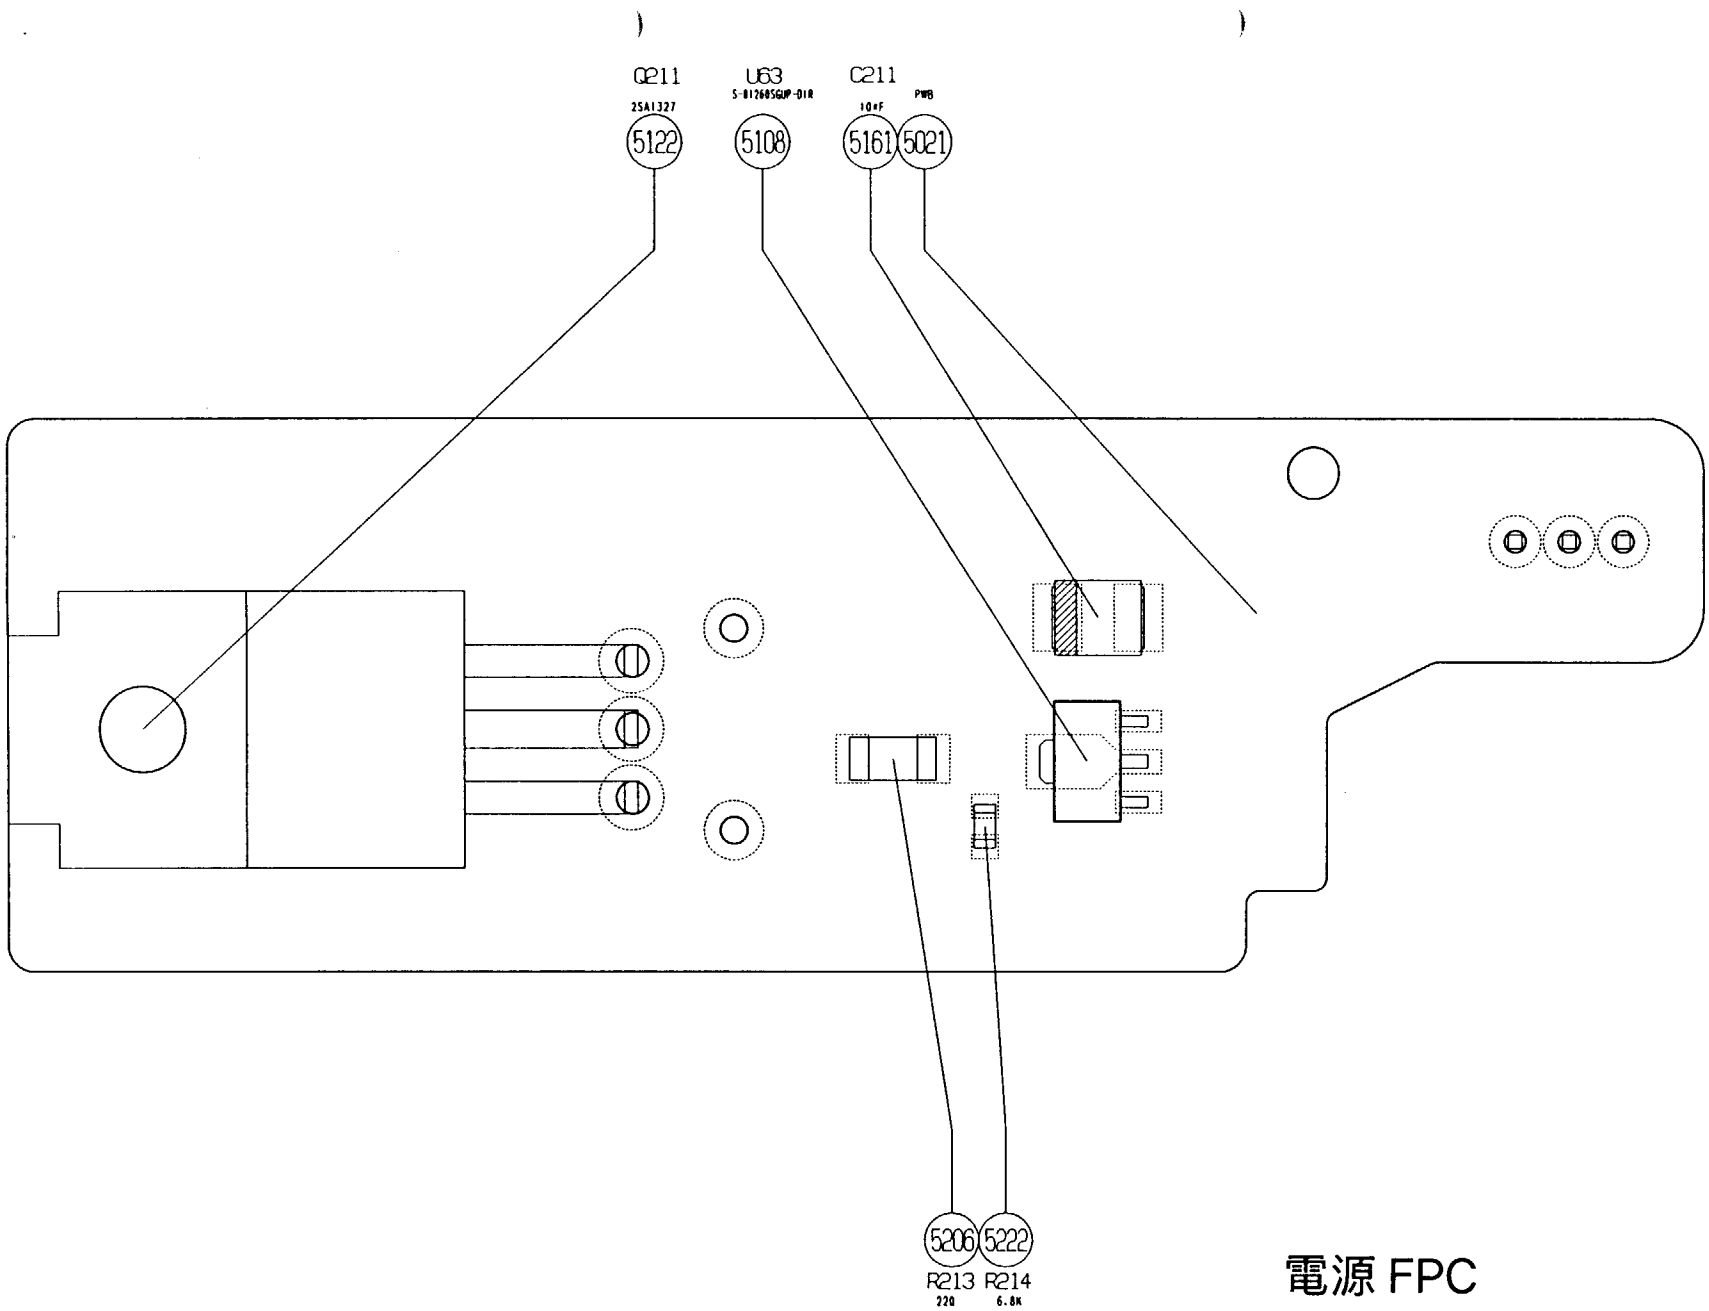 Q211 U63 C211
S-81260SGUP-DIR PWB
2SA1327 10μF
5122 5108 5161 5021
5206 5222
R213 R214
220 6.8K
電源 FPC